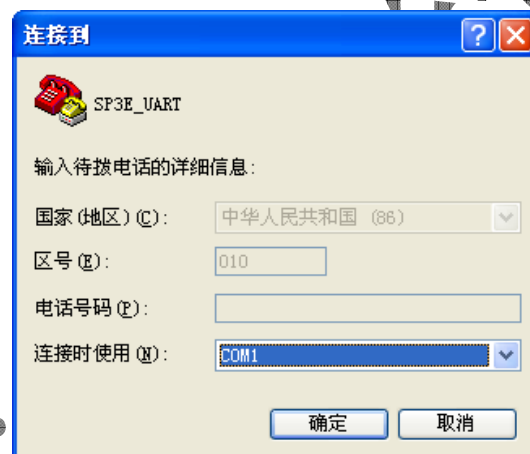 连接到
SP3E_UART
输入待拨电话的详细信息:
国家(地区)(C): 中华人民共和国 (86)
区号(E): 010
电话号码(P):
连接时使用(N): COM1
确定 取消